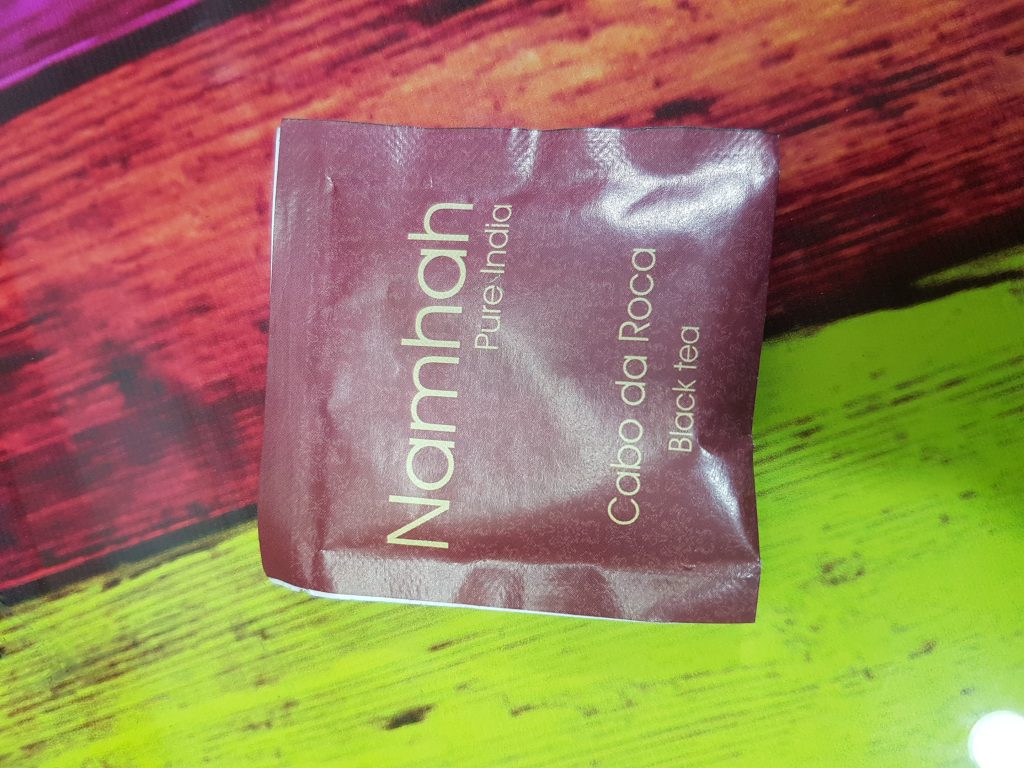 Namhah
Pure India
Cabo da Roca
Black tea